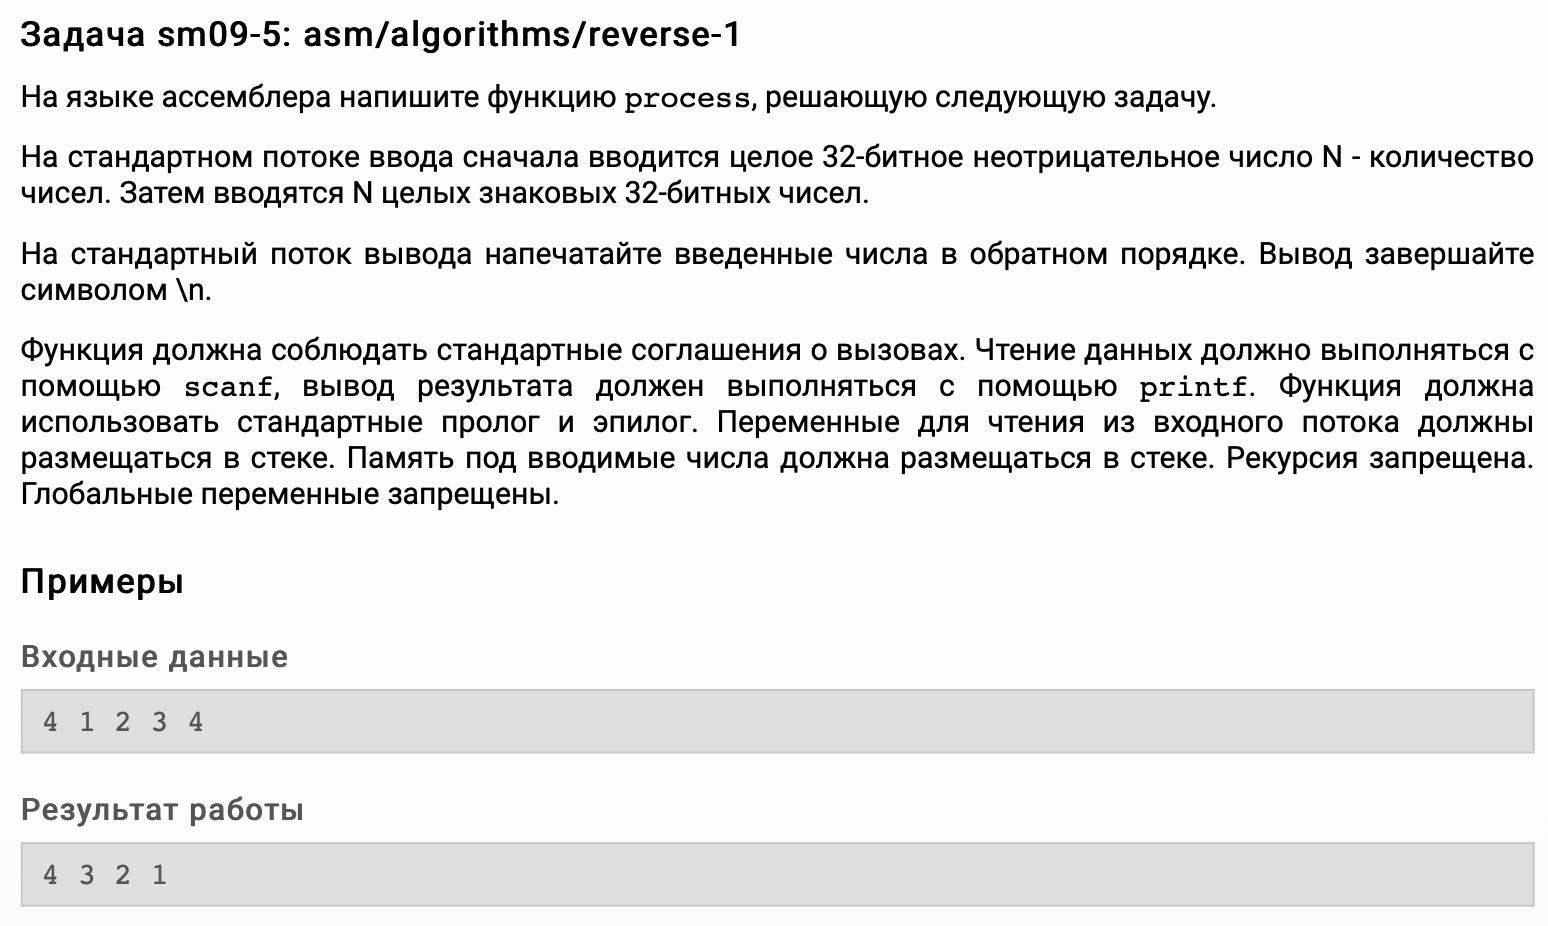 Задача sm09-5: asm/algorithms/reverse-1
На языке ассемблера напишите функцию process, решающую следующую задачу.
На стандартном потоке ввода сначала вводится целое 32-битное неотрицательное число N - количество
чисел. Затем вводятся N целых знаковых 32-битных чисел.
На стандартный поток вывода напечатайте введенные числа в обратном порядке. Вывод завершайте
символом \n.
Функция должна соблюдать стандартные соглашения о вызовах. Чтение данных должно выполняться с
помощью scanf, вывод результата должен выполняться с помощью printf. Функция должна
использовать стандартные пролог и эпилог. Переменные для чтения из входного потока должны
размещаться в стеке. Память под вводимые числа должна размещаться в стеке. Рекурсия запрещена.
Глобальные переменные запрещены.
Примеры
Входные данные
4 1 2 3 4
Результат работы
4 3 2 1